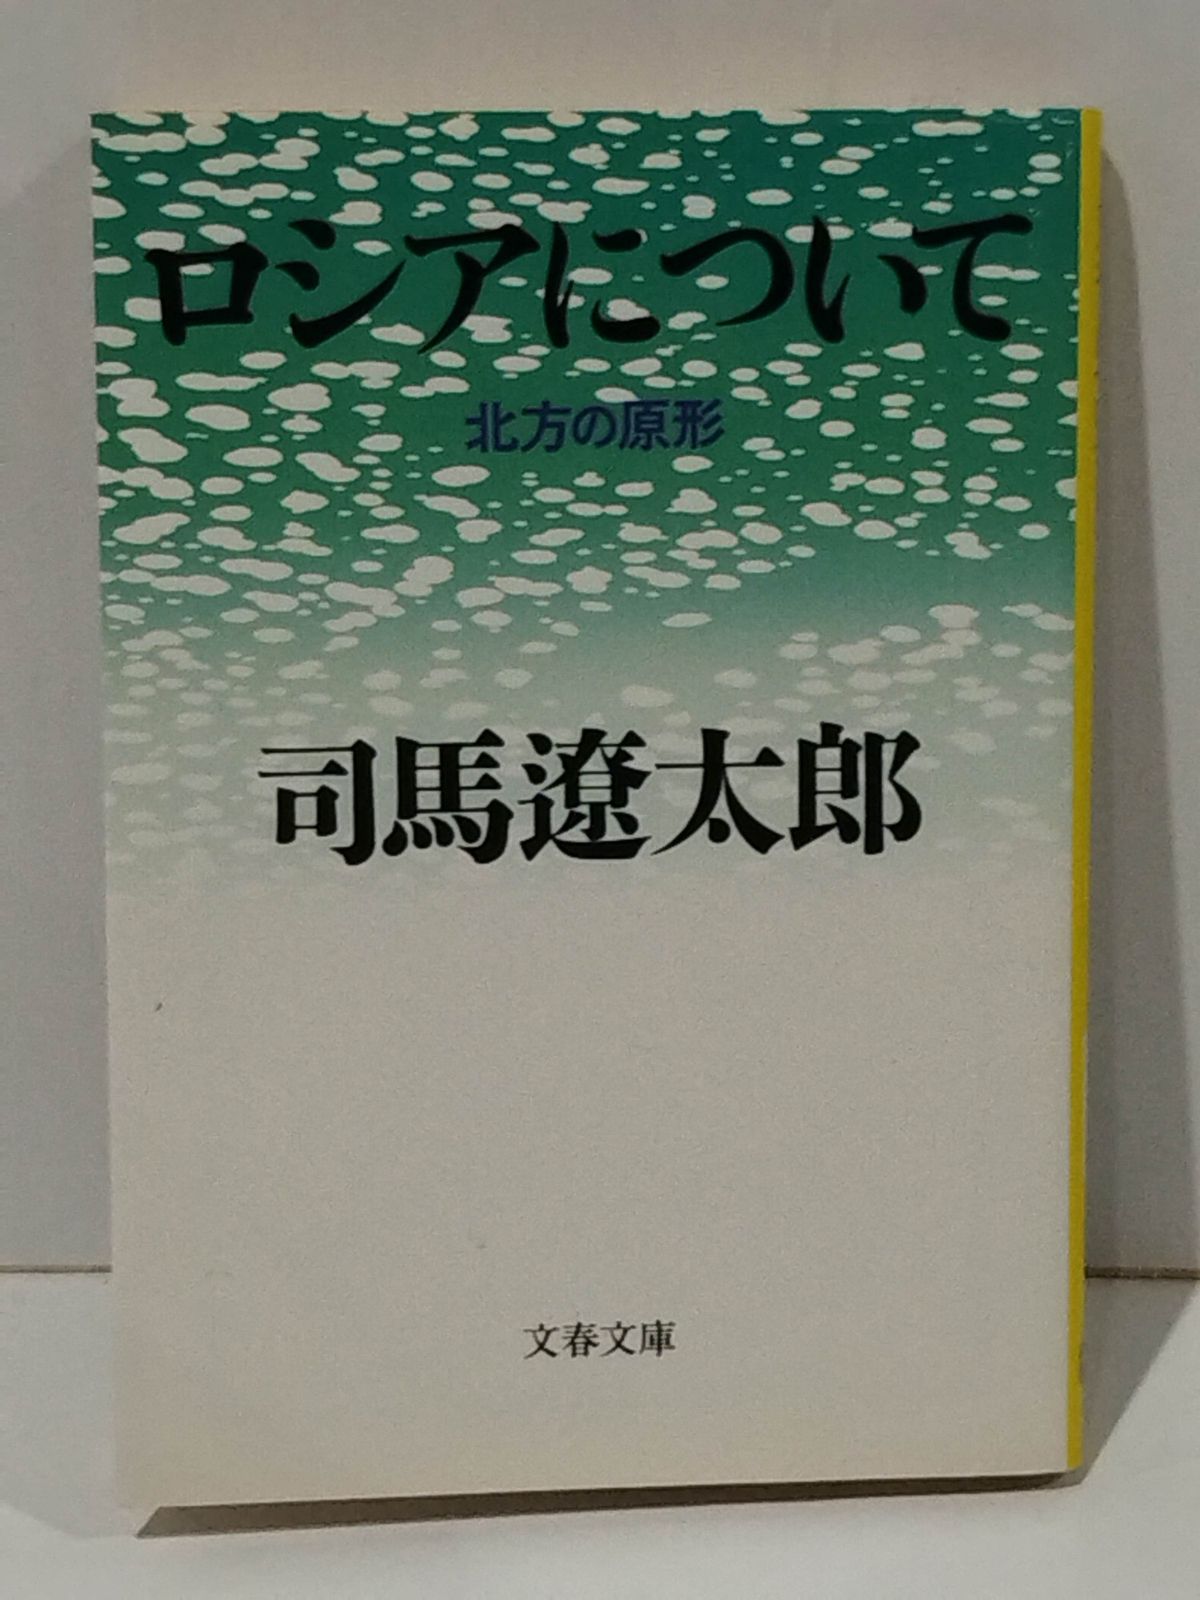 ロシアについて
北方の原形
司馬遼太郎
文春文庫